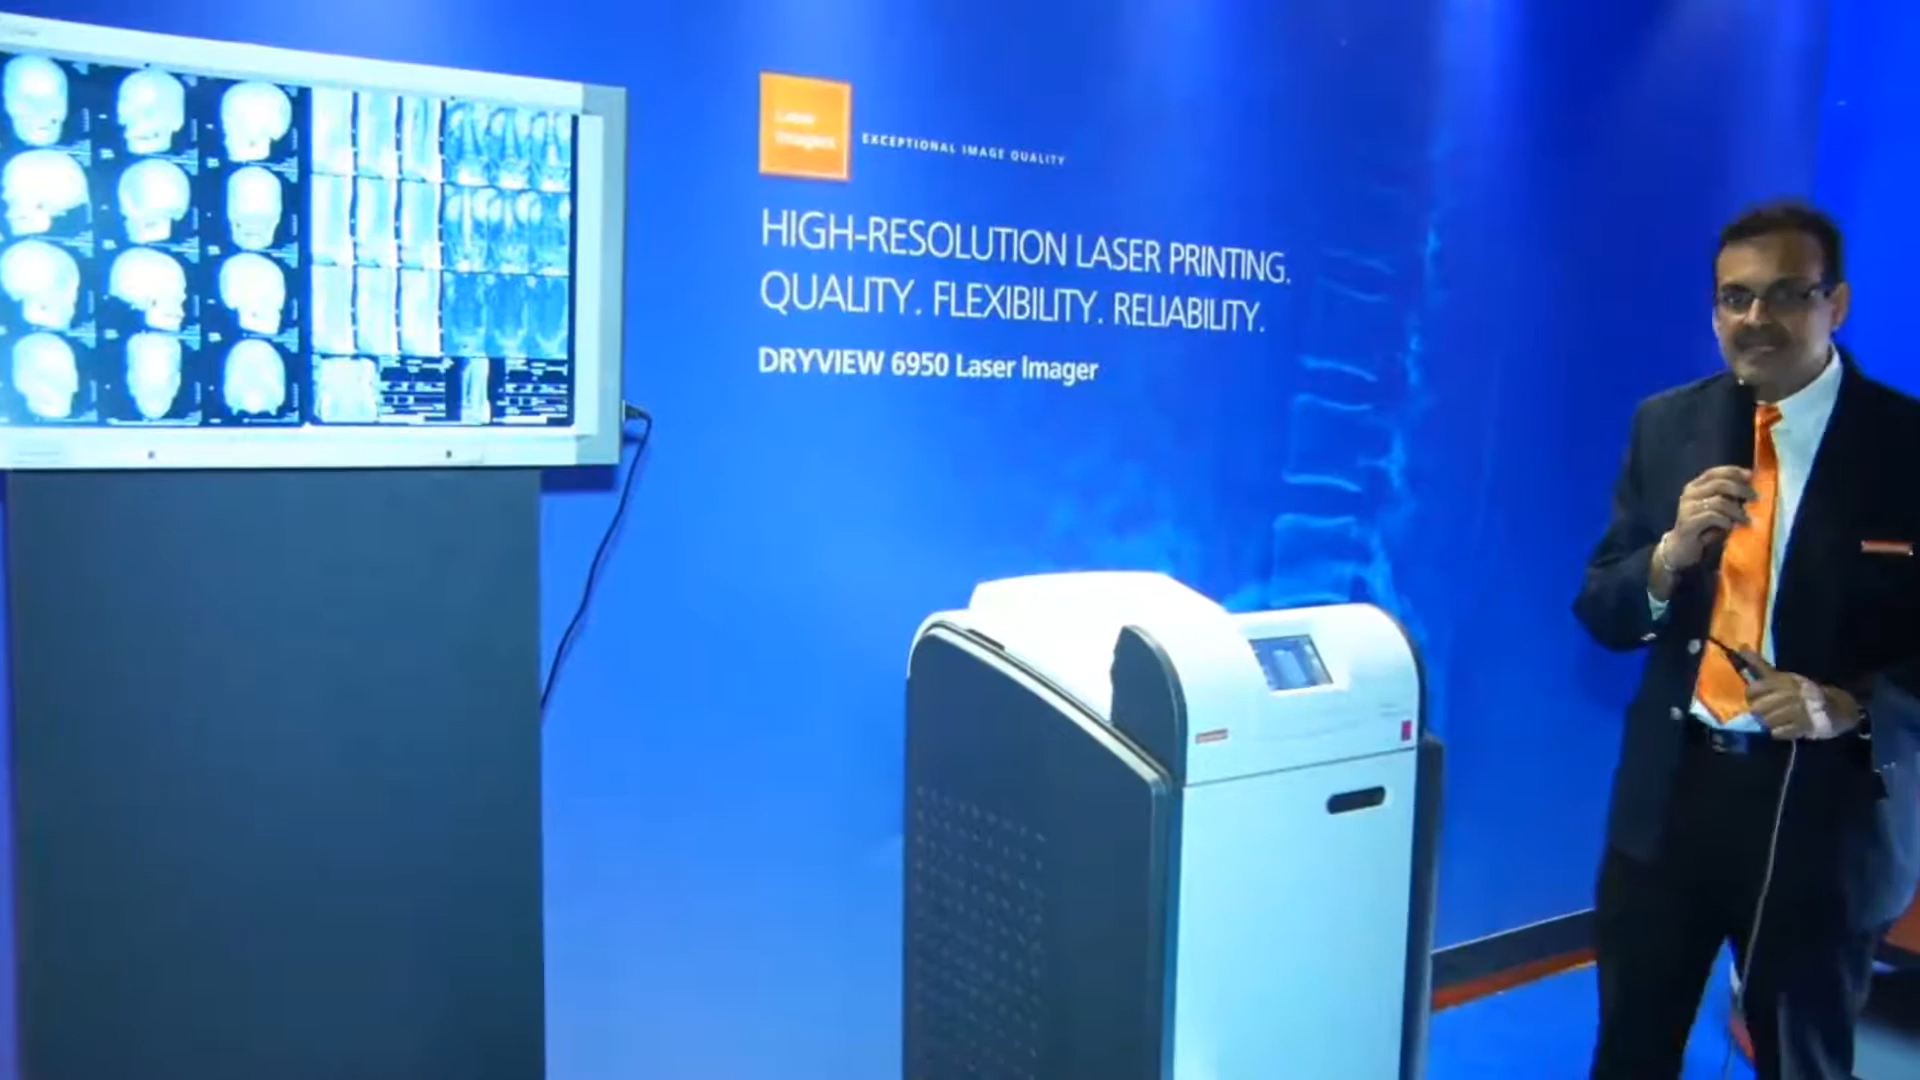 Laser
Imagers
EXCEPTIONAL IMAGE QUALITY
HIGH-RESOLUTION LASER PRINTING.
QUALITY. FLEXIBILITY. RELIABILITY.
DRYVIEW 6950 Laser Imager